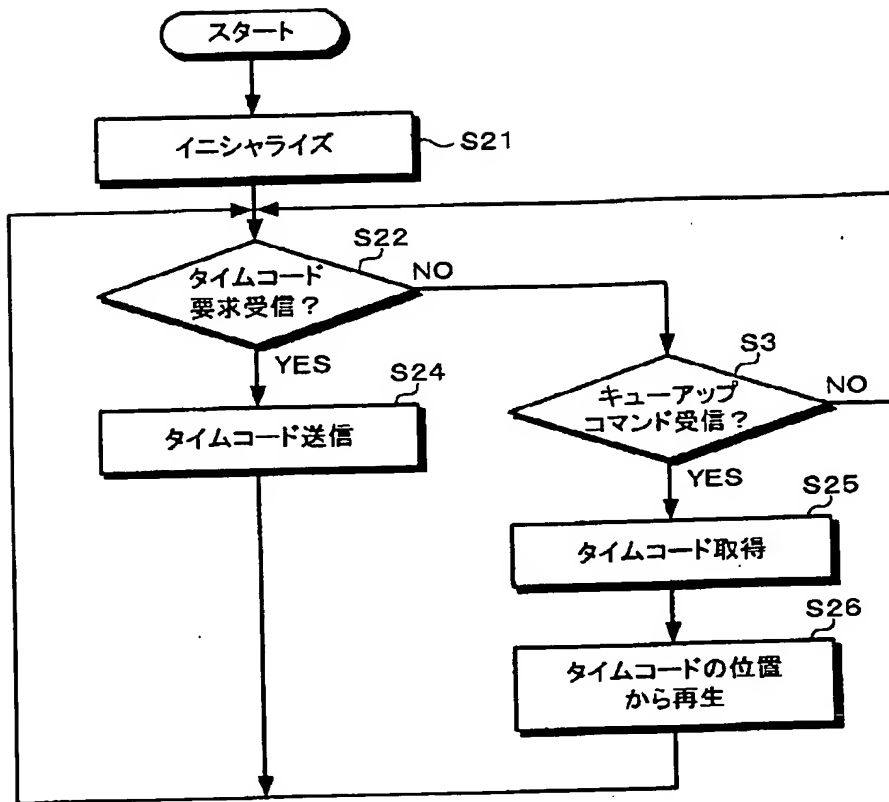 スタート
イニシャライズ
S21
S22
タイムコード
要求受信？
NO
YES
S24
タイムコード送信
S3
キューアップ
コマンド受信？
NO
YES
S25
タイムコード取得
S26
タイムコードの位置
から再生